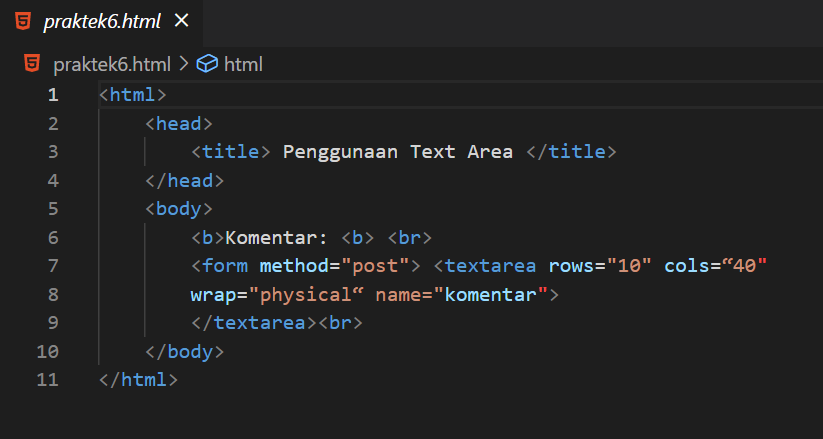 praktek6.html ×
praktek6.html > html
1 <html>
2 <head>
3 <title> Penggunaan Text Area </title>
4 </head>
5 <body>
6 <b>Komentar: <b> <br>
7 <form method="post"> <textarea rows="10" cols=“40"
8 wrap="physical“ name="komentar">
9 </textarea><br>
10 </body>
11 </html>